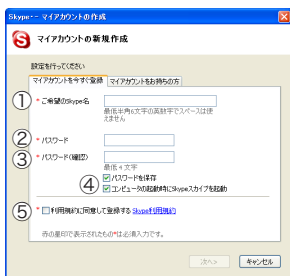 Skype™ - マイアカウントの作成
マイアカウントの新規作成
設定を行ってください
マイアカウントを今すぐ登録 マイアカウントをお持ちの方
① * ご希望のSkype名
最低半角6文字の英数字でスペースは使えません
② * パスワード
③ * パスワード(確認)
最低 4 文字
④ パスワードを保存
コンピュータの起動時にSkypeスカイプを起動
⑤ * 利用規約に同意して登録する Skype利用規約
赤の星印で表示されたもの*は必須入力です。
次へ> キャンセル